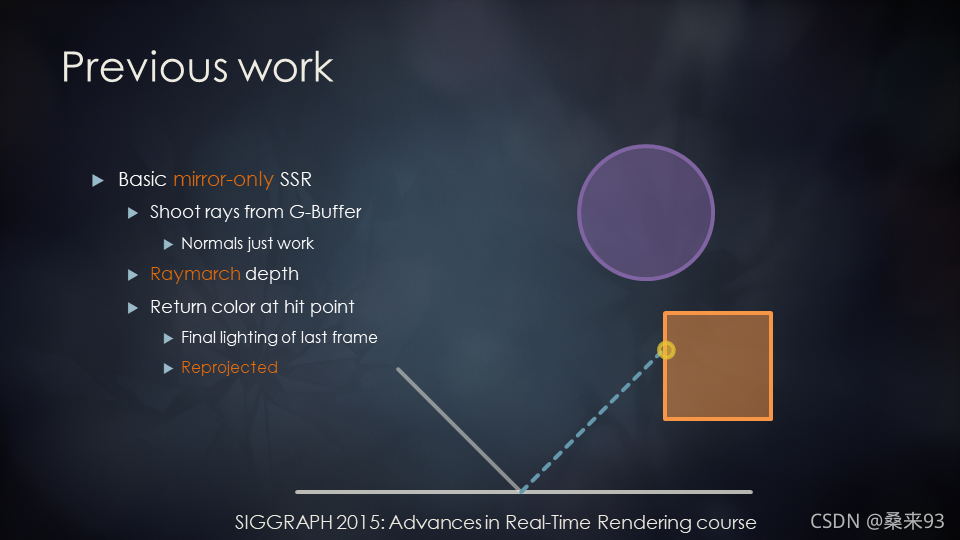 Previous work
Basic mirror-only SSR
Shoot rays from G-Buffer
Normals just work
Raymarch depth
Return color at hit point
Final lighting of last frame
Reprojected
SIGGRAPH 2015: Advances in Real-Time Rendering course
CSDN @桑来93